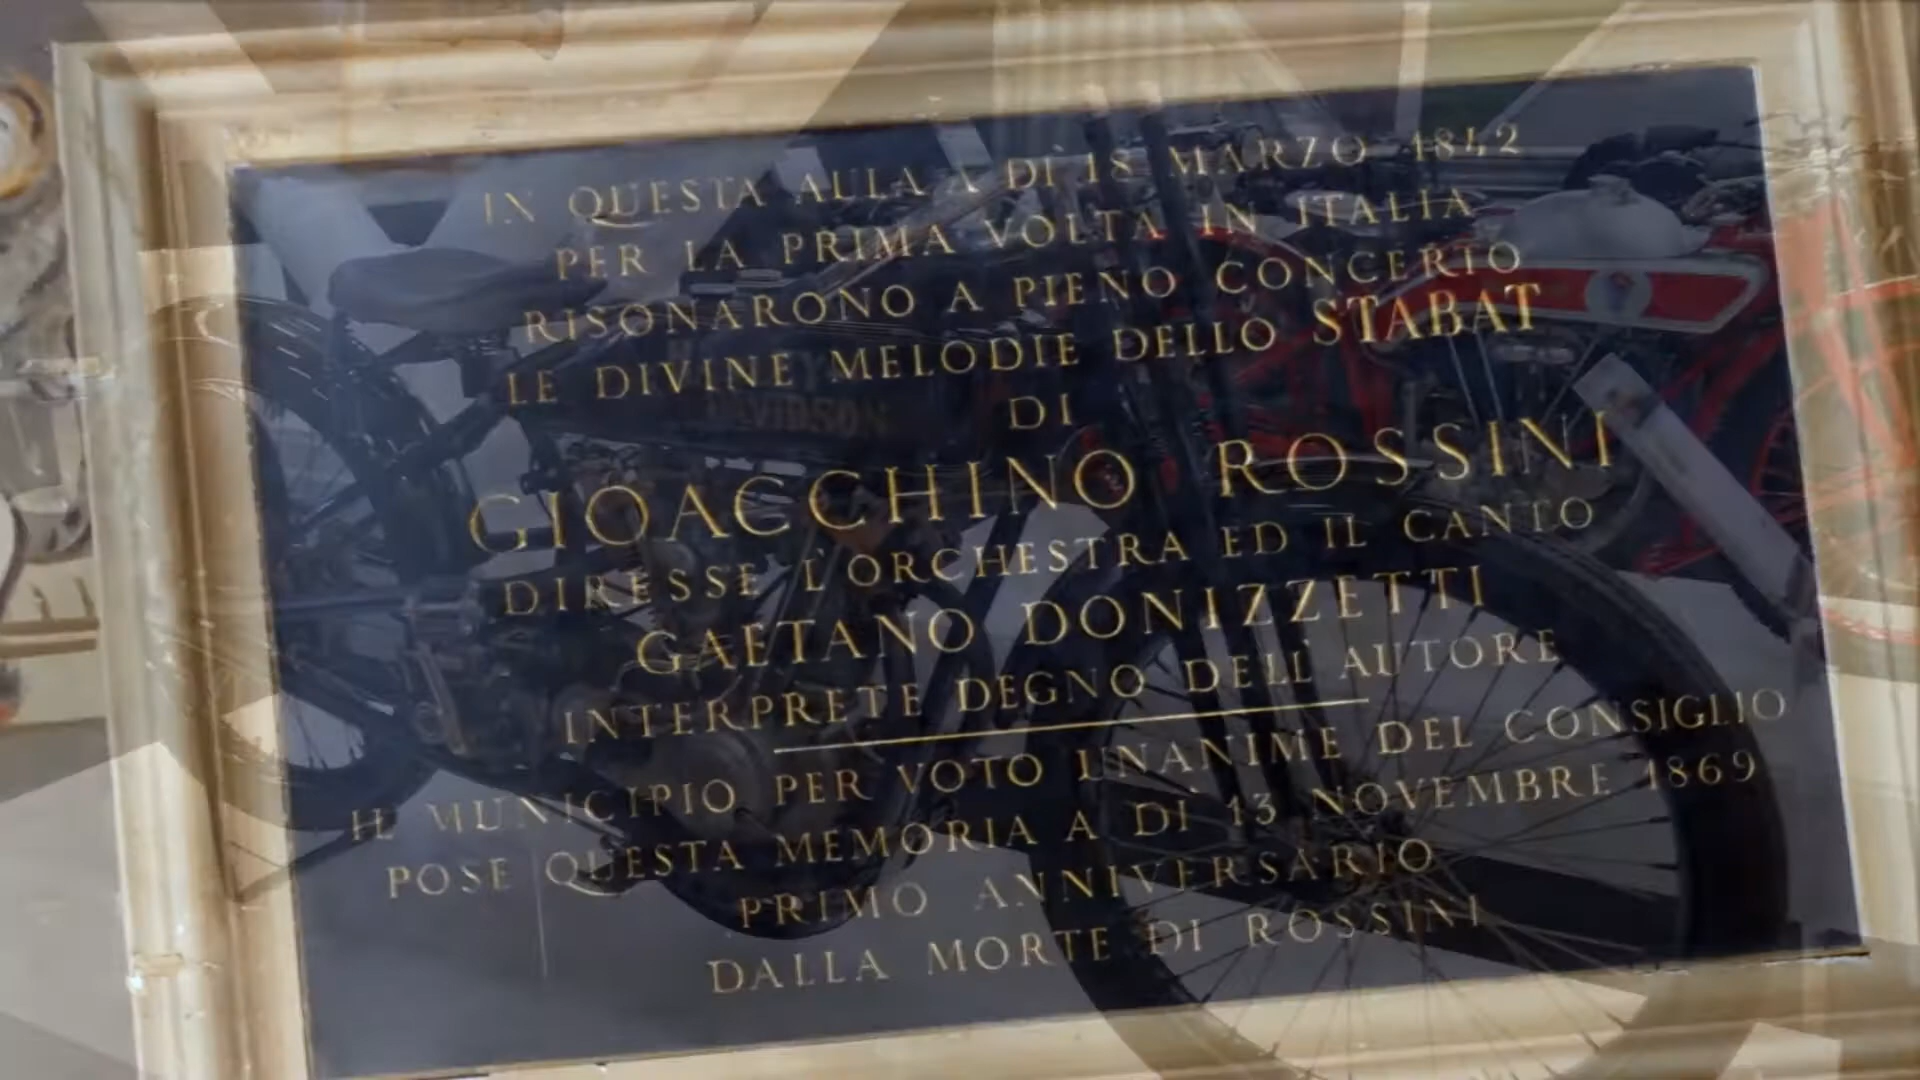 IN QUESTA AULA A DÌ 18 MARZO 1842
PER LA PRIMA VOLTA IN ITALIA
RISONARONO A PIENO CONCERTO
LE DIVINE MELODIE DELLO STABAT
DI
GIOACCHINO ROSSINI
DIRESSE L'ORCHESTRA ED IL CANTO
GAETANO DONIZZETTI
INTERPRETE DEGNO DELL'AUTORE
IL MUNICIPIO PER VOTO UNANIME DEL CONSIGLIO
POSE QUESTA MEMORIA A DÌ 13 NOVEMBRE 1869
PRIMO ANNIVERSARIO
DALLA MORTE DI ROSSINI
DAVIDSON